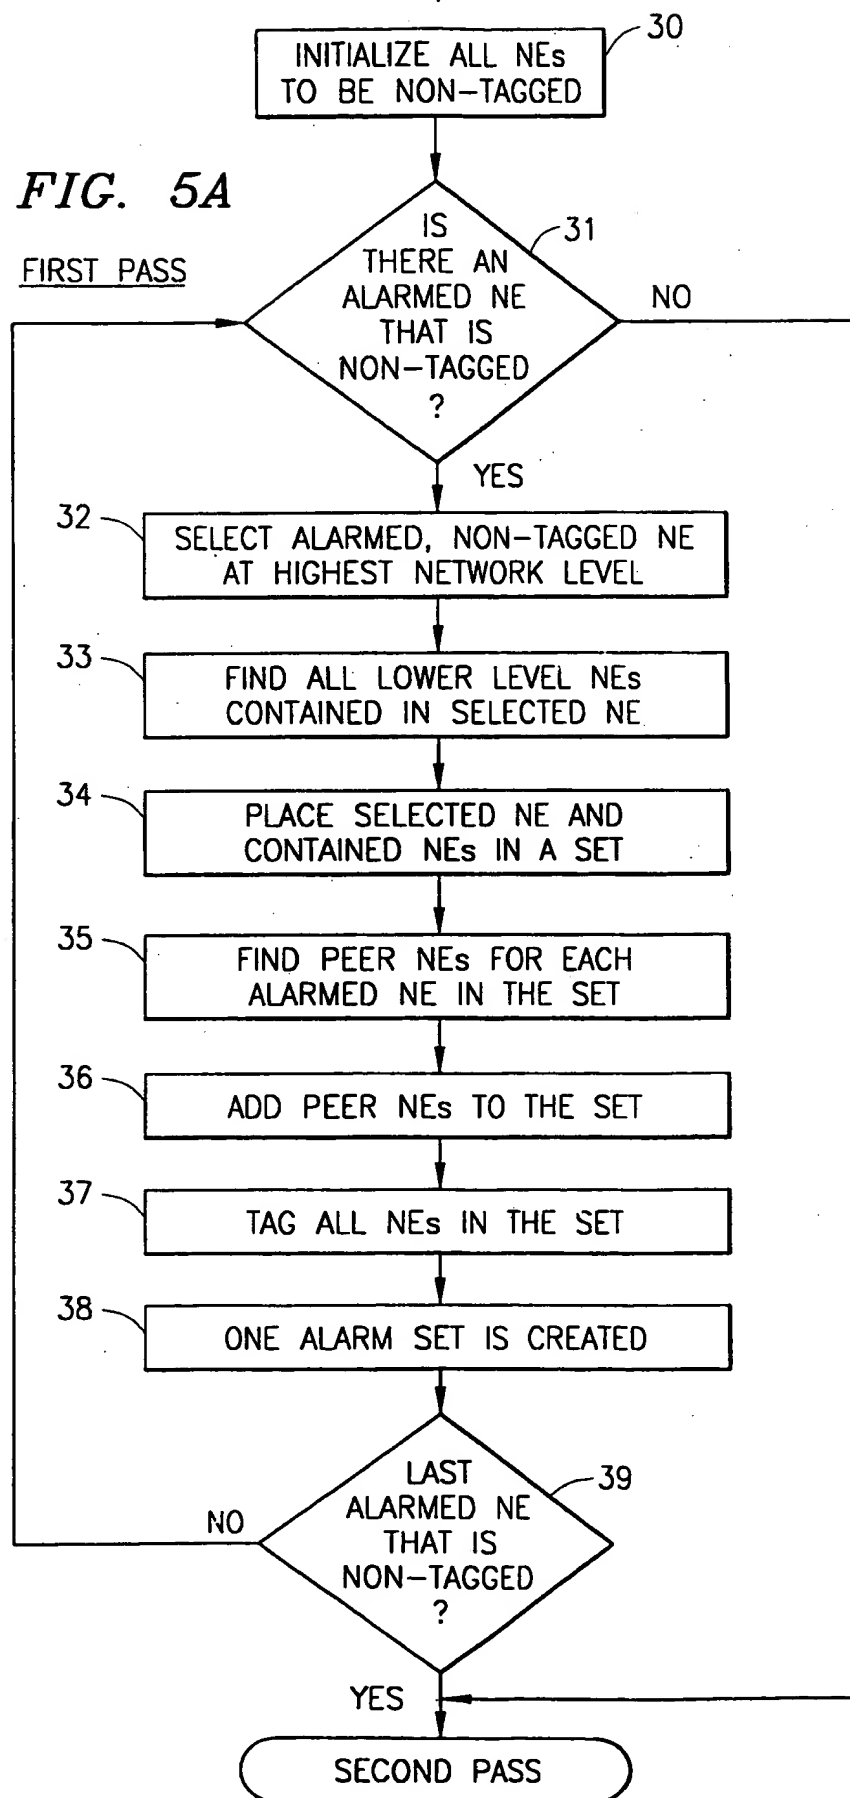 30
INITIALIZE ALL NEs
TO BE NON-TAGGED
FIG. 5A
FIRST PASS
31
IS
THERE AN
ALARMED NE
THAT IS
NON-TAGGED
?
NO
YES
32
SELECT ALARMED, NON-TAGGED NE
AT HIGHEST NETWORK LEVEL
33
FIND ALL LOWER LEVEL NEs
CONTAINED IN SELECTED NE
34
PLACE SELECTED NE AND
CONTAINED NEs IN A SET
35
FIND PEER NEs FOR EACH
ALARMED NE IN THE SET
36
ADD PEER NEs TO THE SET
37
TAG ALL NEs IN THE SET
38
ONE ALARM SET IS CREATED
39
LAST
ALARMED NE
THAT IS
NON-TAGGED
?
NO
YES
SECOND PASS